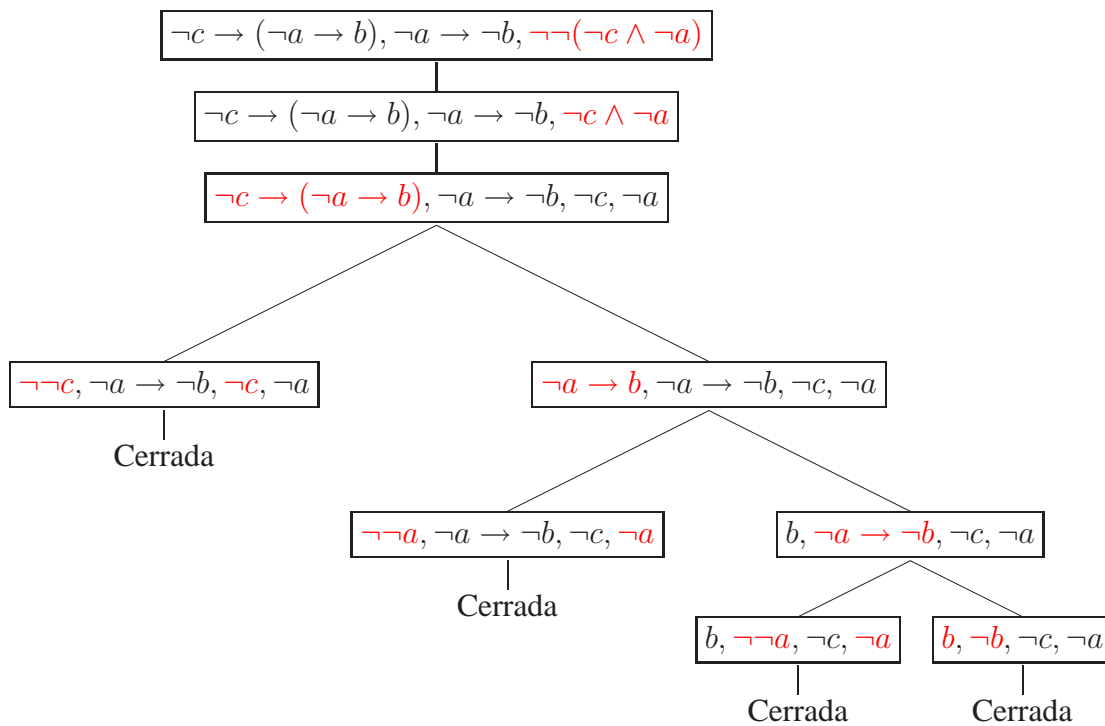 ¬c → (¬a → b), ¬a → ¬b, ¬¬(¬c ∧ ¬a)
¬c → (¬a → b), ¬a → ¬b, ¬c ∧ ¬a
¬c → (¬a → b), ¬a → ¬b, ¬c, ¬a
¬¬c, ¬a → ¬b, ¬c, ¬a
¬a → b, ¬a → ¬b, ¬c, ¬a
Cerrada
¬¬a, ¬a → ¬b, ¬c, ¬a
b, ¬a → ¬b, ¬c, ¬a
Cerrada
b, ¬¬a, ¬c, ¬a
b, ¬b, ¬c, ¬a
Cerrada
Cerrada